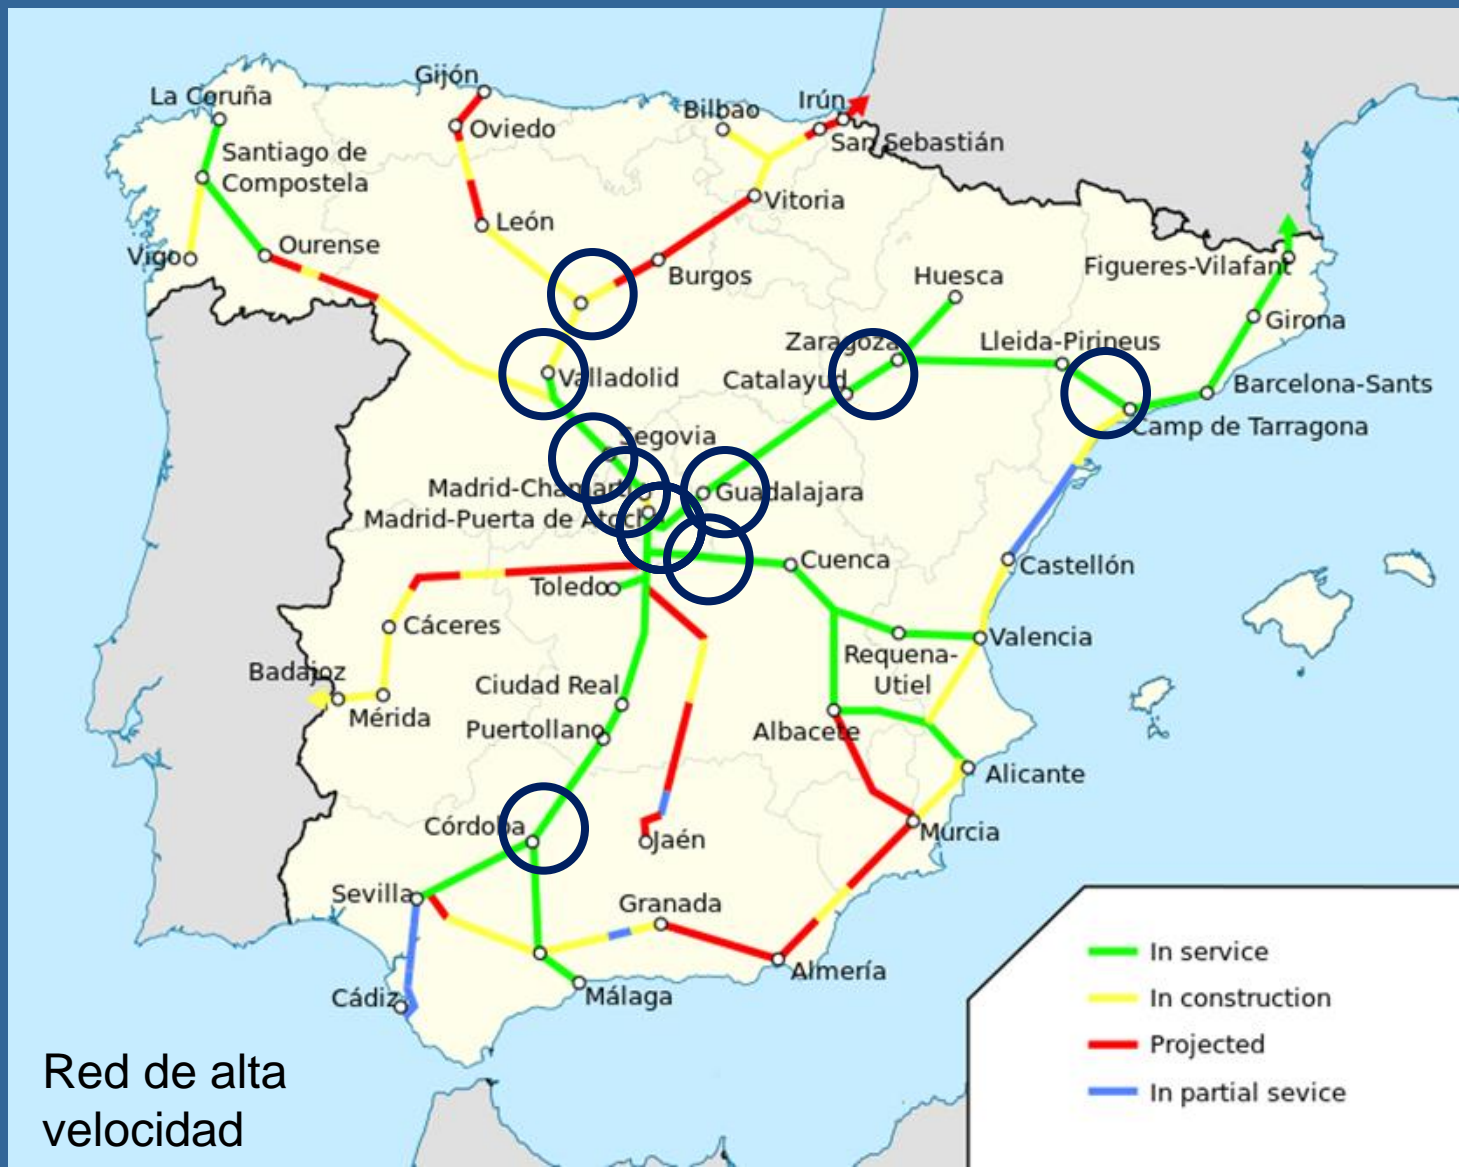 Gijón
La Coruña
Bilbao
Irún
Oviedo
San Sebastián
Santiago de
Compostela
Vitoria
León
Ourense
Vigo
Burgos
Huesca
Figueres-Vilafant
Girona
Zaragoza
Lleida-Pirineus
Valladolid
Catalayud
Barcelona-Sants
Camp de Tarragona
Segovia
Madrid-Chamartín
Guadalajara
Madrid-Puerta de Atocha
Cuenca
Castellón
Toledo
Cáceres
Valencia
Requena-
Utiel
Badajoz
Mérida
Ciudad Real
Puertollano
Albacete
Alicante
Córdoba
Jaén
Murcia
Sevilla
Granada
Almería
Cádiz
Málaga
In service
In construction
Projected
In partial sevice
Red de alta
velocidad